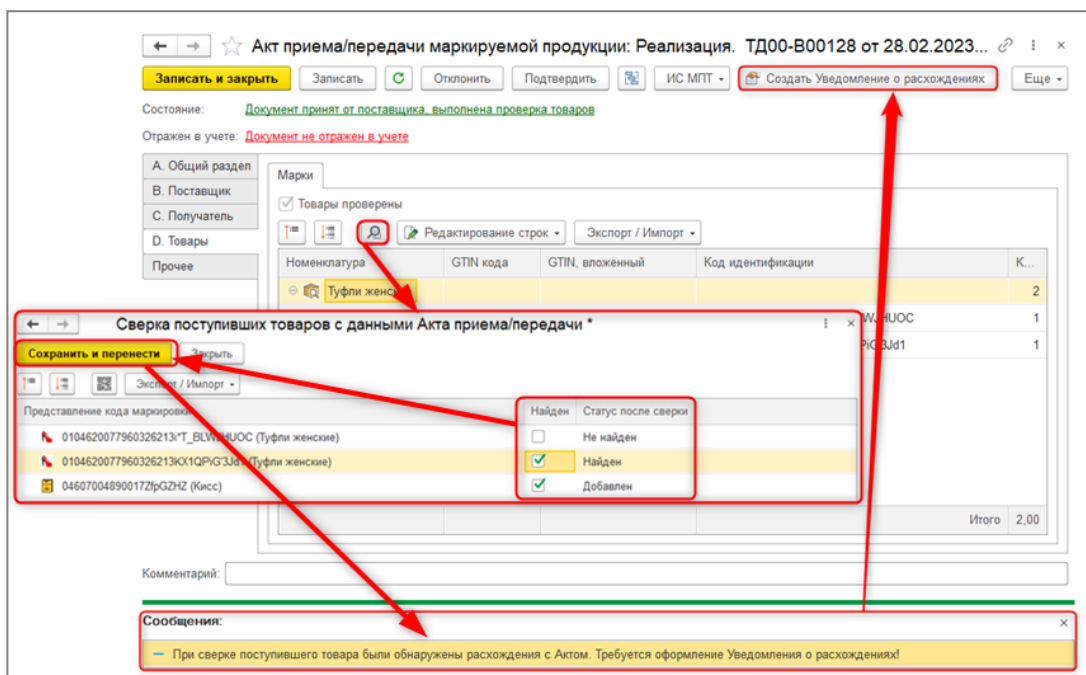 Акт приема/передачи маркируемой продукции: Реализация. ТД00-В00128 от 28.02.2023...
Записать и закрыть Записать Отклонить Подтвердить ИС МПТ Создать Уведомление о расхождениях Еще
Состояние: Документ принят от поставщика, выполнена проверка товаров
Отражен в учете: Документ не отражен в учете
A. Общий раздел
B. Поставщик
C. Получатель
D. Товары
Прочее
Марки
Товары проверены
Редактирование строк Экспорт / Импорт
Номенклатура GTIN кода GTIN, вложенный Код идентификации К...
Туфли 2
1
1
Сверка поступивших товаров с данными Акта приема/передачи *
Сохранить и перенести Закрыть
Экспорт / Импорт
Представление кода маркировки Найден Статус после сверки
(Туфли женские) Не найден
(Туфли женские) Найден
04607004890017ZfpGZHZ (Кисс) Добавлен
Итого 2,00
Комментарий:
Сообщения:
— При сверке поступившего товара были обнаружены расхождения с Актом. Требуется оформление Уведомления о расхождениях!